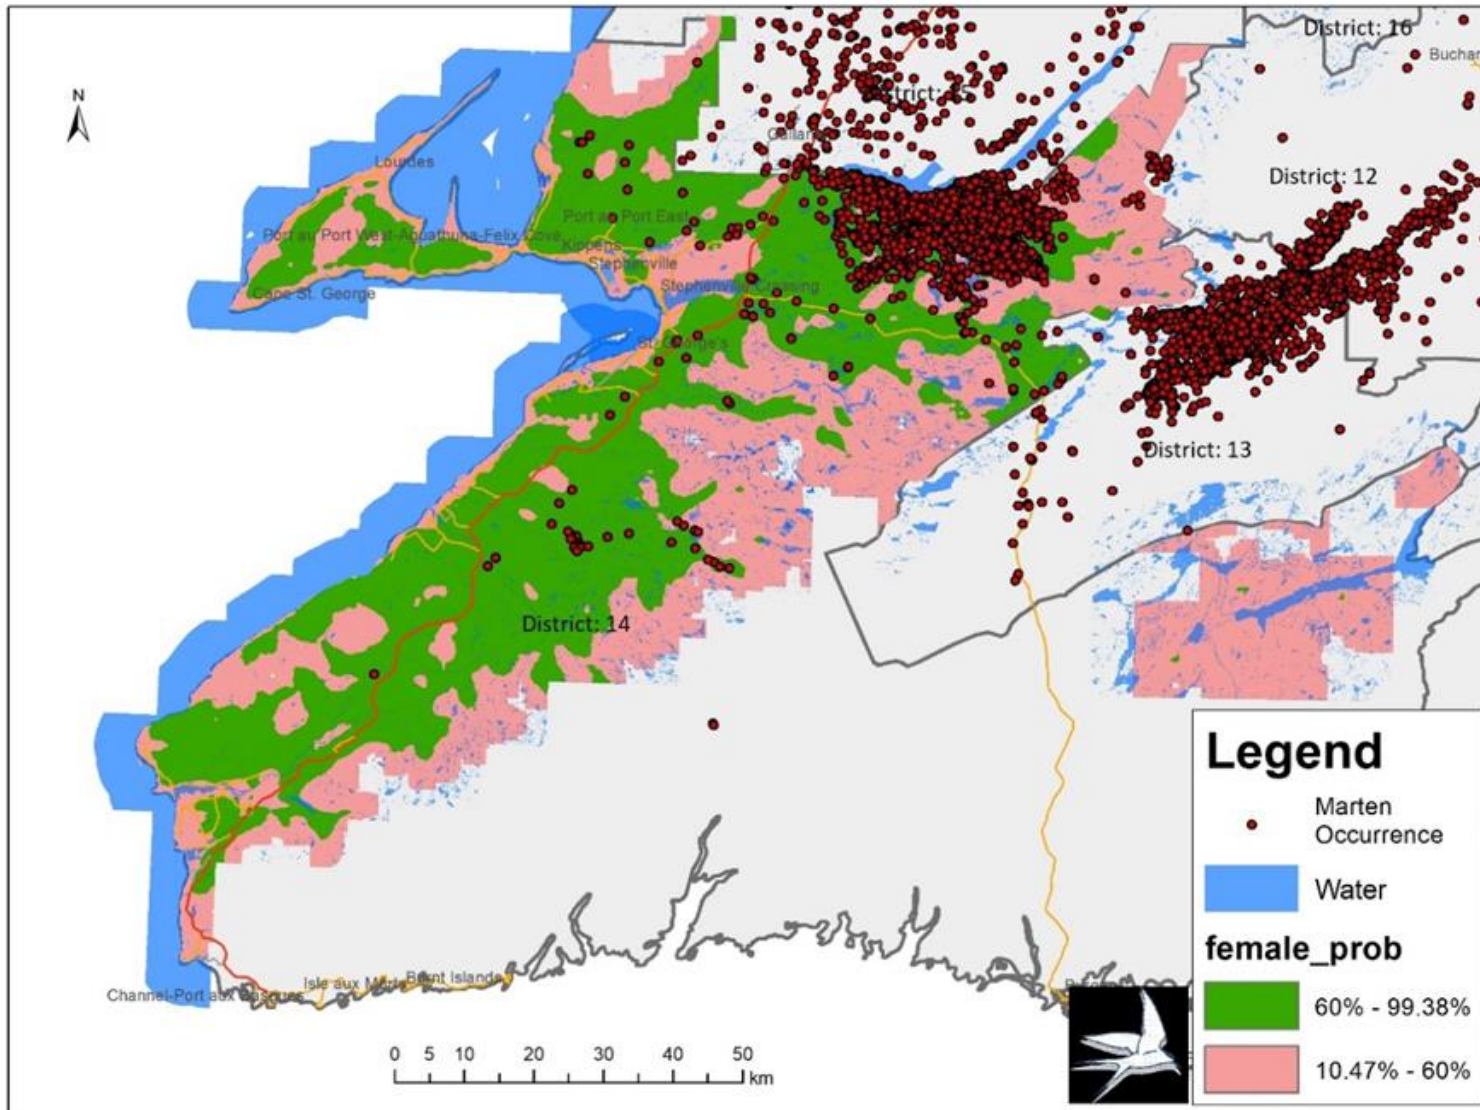 District: 16
N
Lourdes
District: 12
Port au Port East
Port au Port West-Aguathuna-Felix Cove
Kippens
Stephenville
Stephenville Crossing
Cape St. George
St. George's
District: 13
District: 14
Legend
Marten
Occurrence
Water
female_prob
60% - 99.38%
10.47% - 60%
Isle aux Morts
Burnt Islands
Channel-Port aux Basques
0 5 10 20 30 40 50
km